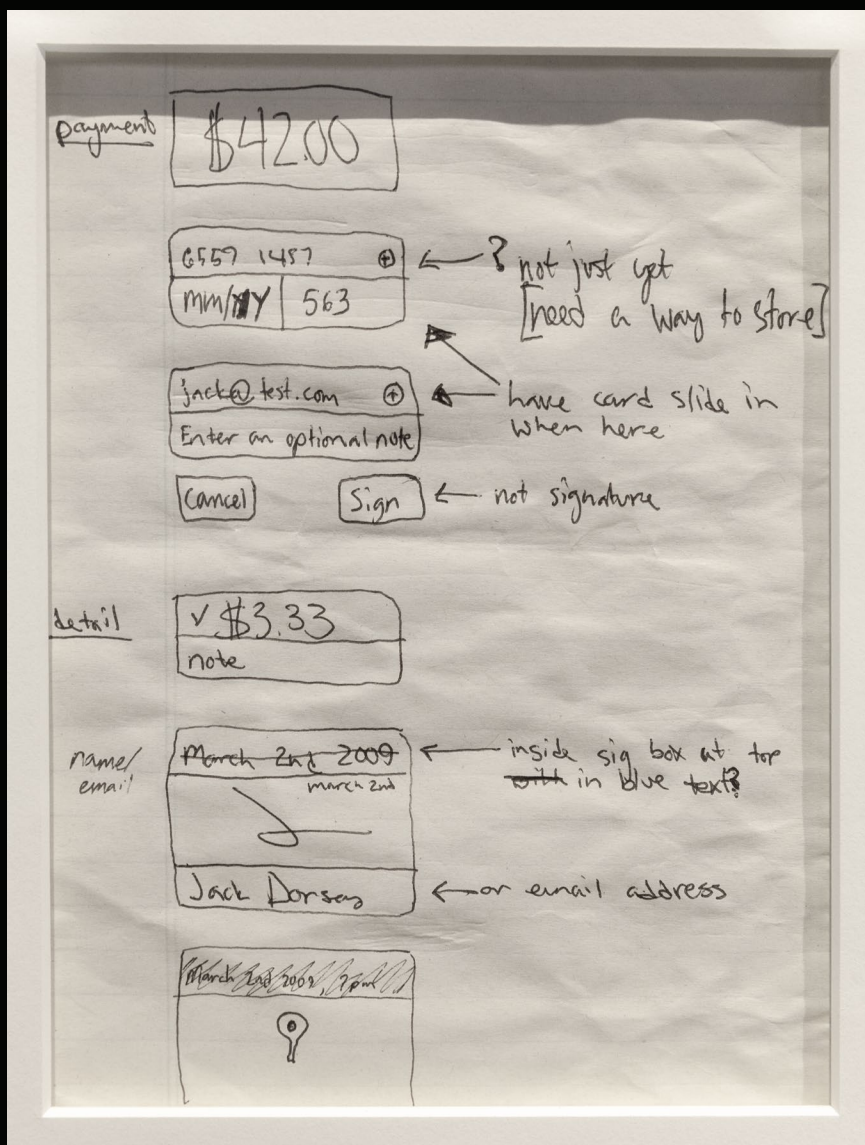 payment
$42.00
6559 1457 +
mm/YY 563
? not just yet
[need a way to store]
jack@test.com +
Enter an optional note
have card slide in
when here
Cancel
Sign
not signature
detail
✓ $3.33
note
name/
email
March 2nd 2009
march 2nd
inside sig box at top
with in blue text?
Jack Dorsey
or email address
March 2nd 2009,